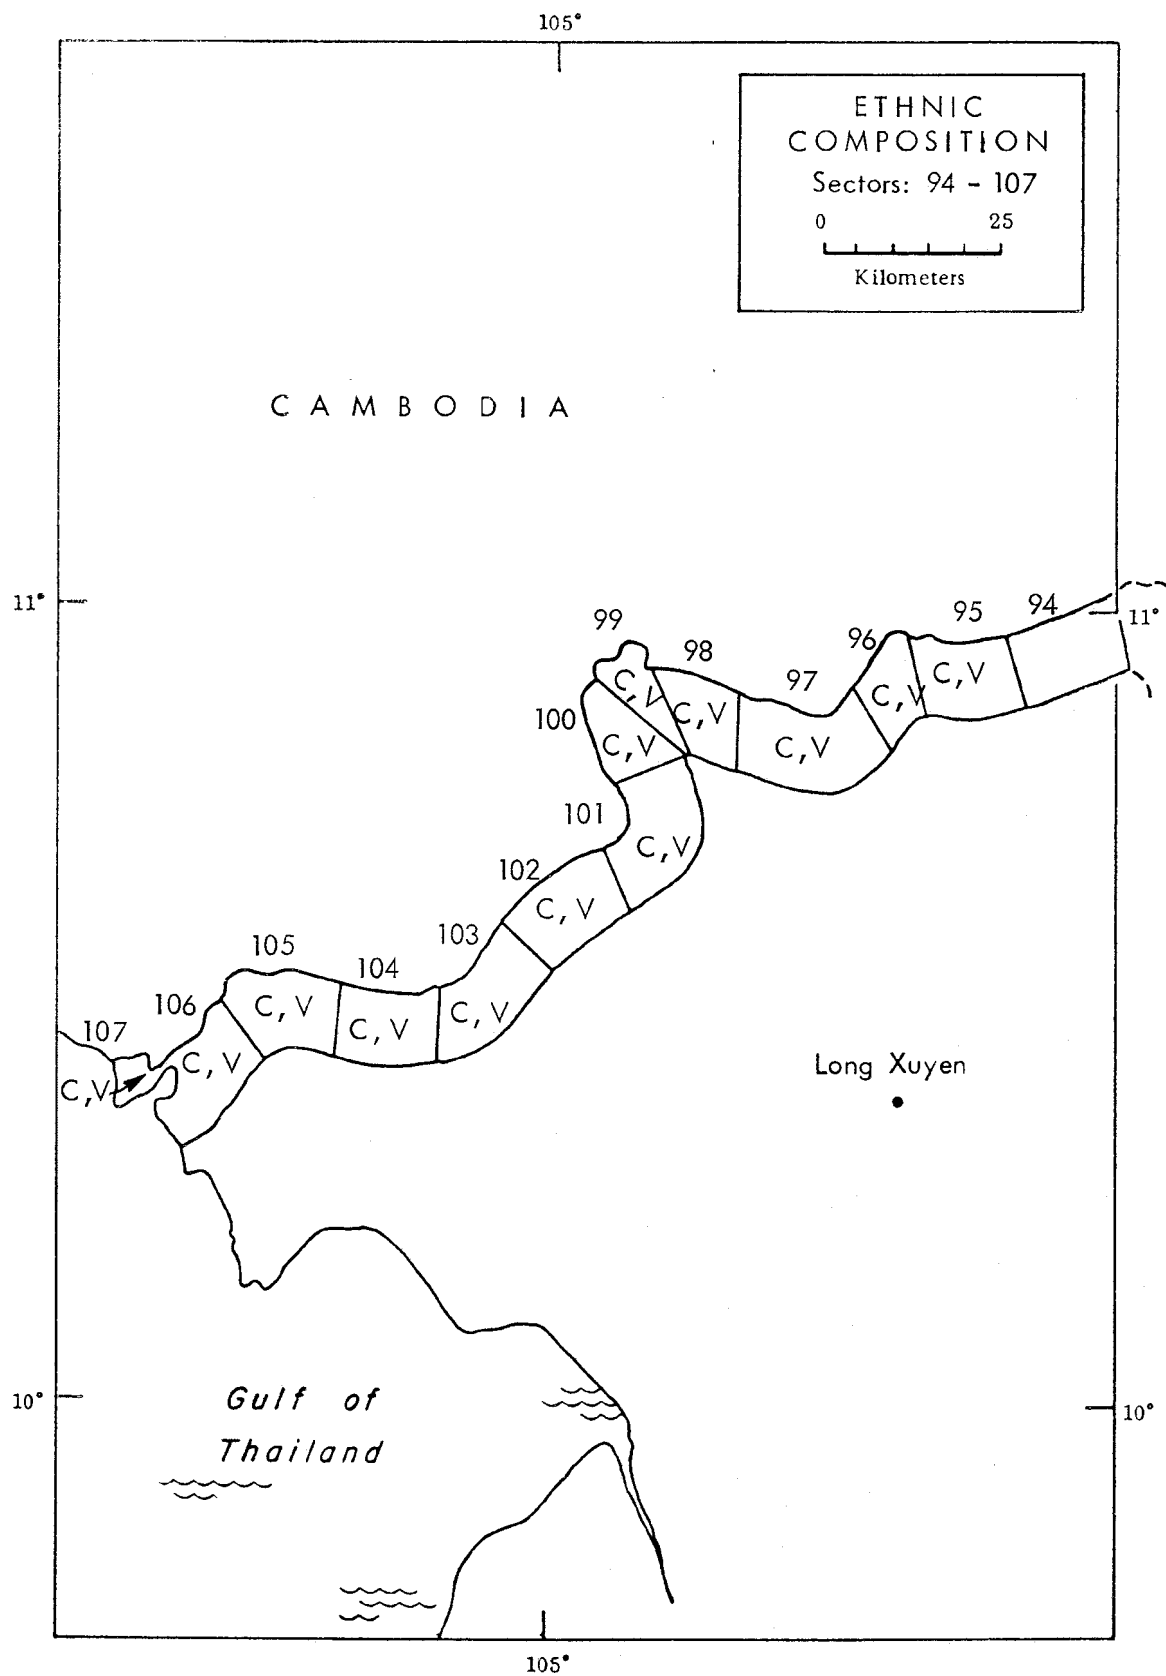 105°
ETHNIC
COMPOSITION
Sectors: 94 - 107
0 25
Kilometers
CAMBODIA
11°
11°
94
95
96
97
98
99
100
101
102
103
104
105
106
107
C, V
C, V
C, V
C, V
C, V
C, V
C, V
C, V
C, V
C, V
C, V
C, V
C, V
Long Xuyen
10°
10°
Gulf of
Thailand
105°